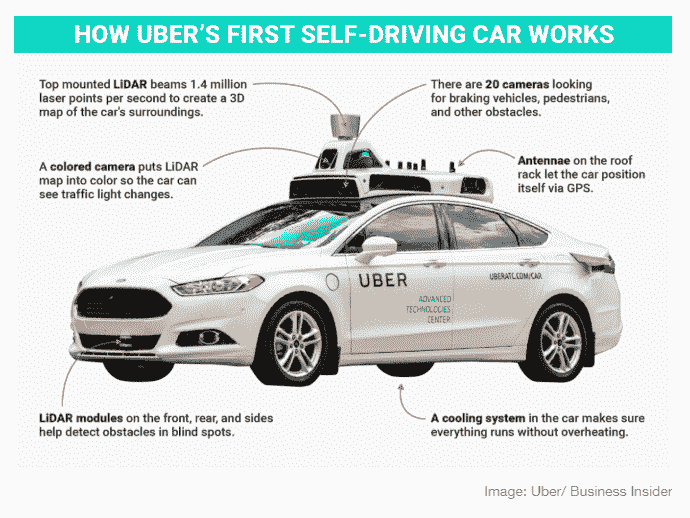 HOW UBER'S FIRST SELF-DRIVING CAR WORKS
Top mounted LiDAR beams 1.4 million
laser points per second to create a 3D
map of the car's surroundings.
There are 20 cameras looking
for braking vehicles, pedestrians,
and other obstacles.
A colored camera puts LiDAR
map into color so the car can
see traffic light changes.
Antennae on the roof
rack let the car position
itself via GPS.
UBER
ADVANCED
TECHNOLOGIES
CENTER
UBERATC.COM/CAR
LiDAR modules on the front, rear, and sides
help detect obstacles in blind spots.
A cooling system in the car makes sure
everything runs without overheating.
Image: Uber/ Business Insider